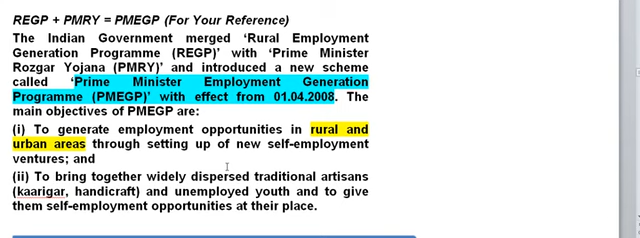 REGP + PMRY = PMEGP (For Your Reference)
The Indian Government merged ‘Rural Employment
Generation Programme (REGP)’ with ‘Prime Minister
Rozgar Yojana (PMRY)’ and introduced a new scheme
called ‘Prime Minister Employment Generation
Programme (PMEGP)’ with effect from 01.04.2008. The
main objectives of PMEGP are:
(i) To generate employment opportunities in rural and
urban areas through setting up of new self-employment
ventures; and
(ii) To bring together widely dispersed traditional artisans
(kaarigar, handicraft) and unemployed youth and to give
them self-employment opportunities at their place.